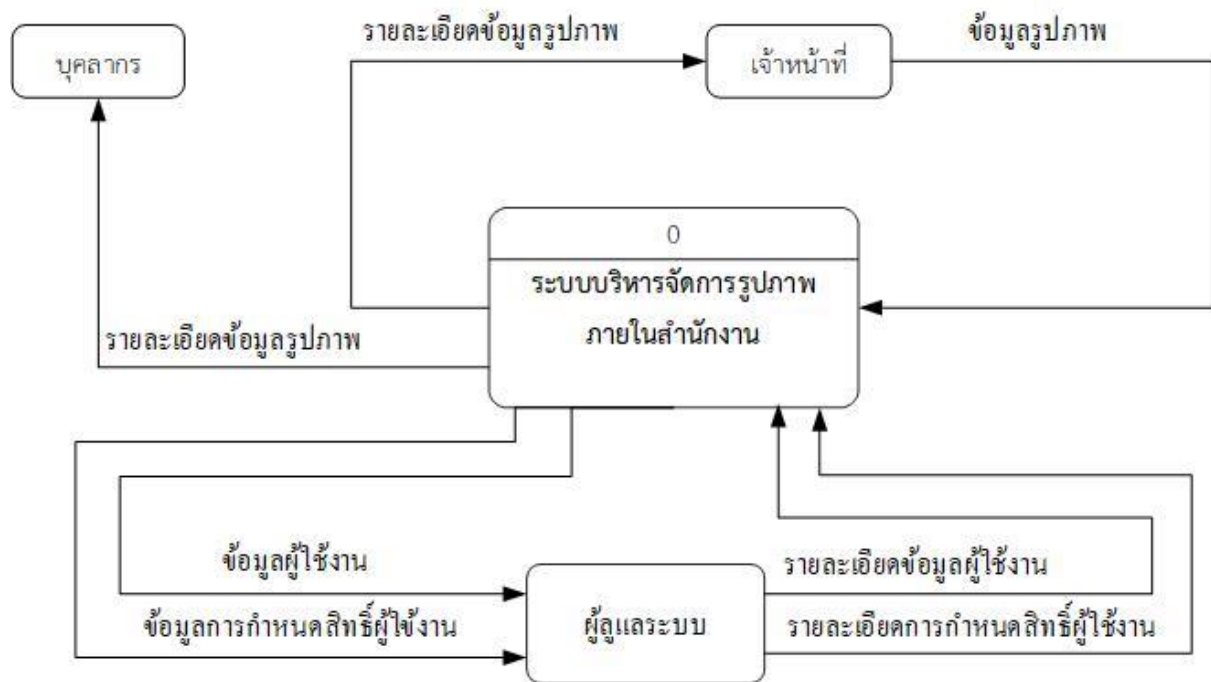 รายละเอียดข้อมูลรูปภาพ
ข้อมูลรูปภาพ
บุคลากร
เจ้าหน้าที่
0
ระบบบริหารจัดการรูปภาพ
ภายในสำนักงาน
รายละเอียดข้อมูลรูปภาพ
ข้อมูลผู้ใช้งาน
รายละเอียดข้อมูลผู้ใช้งาน
ข้อมูลการกำหนดสิทธิ์ผู้ใข้งาน
ผู้ลูแลระบบ
รายละเอียดการกำหนดสิทธิ์ผู้ใช้งาน